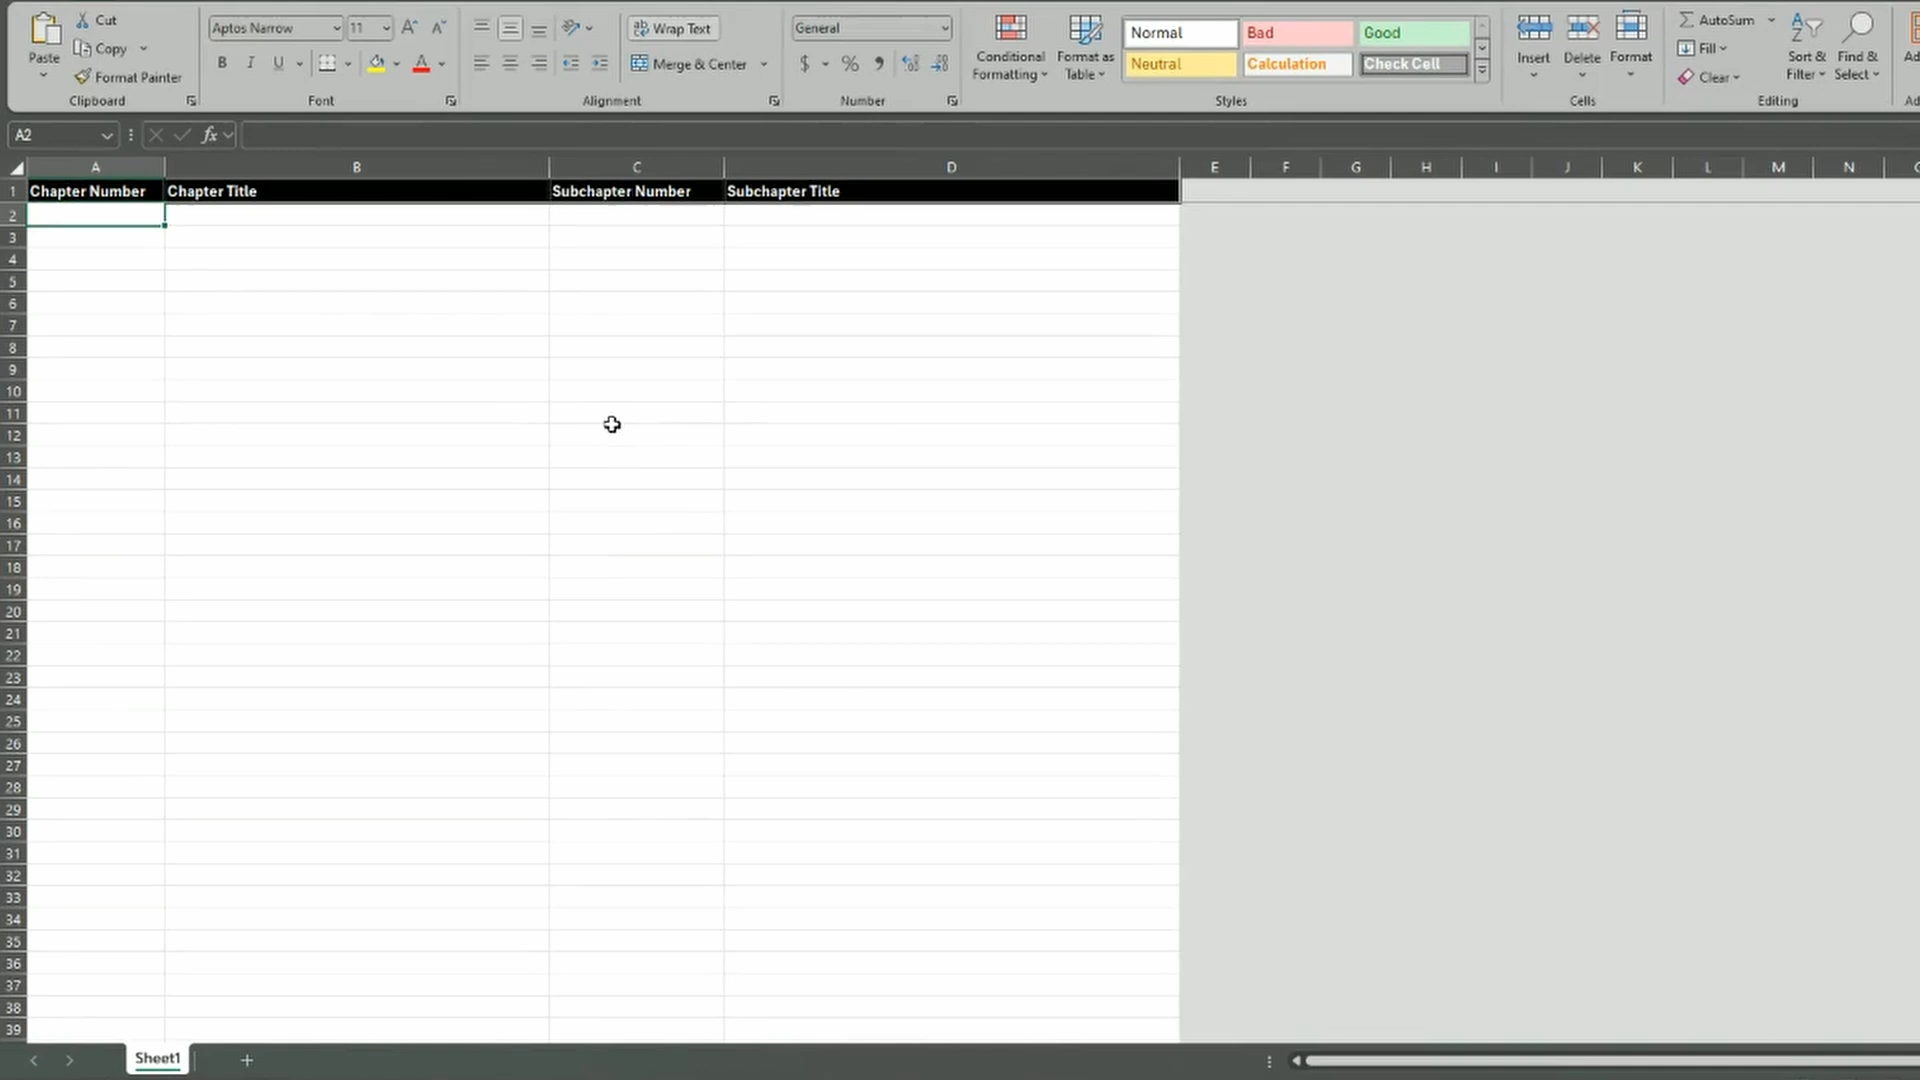 Cut
Copy
Format Painter
Paste
Clipboard
Aptos Narrow 11
B I U
Font
Wrap Text
Merge & Center
Alignment
General
$ % 9
Number
Conditional Formatting
Format as Table
Normal Bad Good
Neutral Calculation Check Cell
Styles
Insert Delete Format
Cells
AutoSum
Fill
Clear
Sort & Filter
Find & Select
Editing
A2 fx
A B C D E F G H I J K L M N
1 Chapter Number Chapter Title Subchapter Number Subchapter Title
2
3
4
5
6
7
8
9
10
11
12
13
14
15
16
17
18
19
20
21
22
23
24
25
26
27
28
29
30
31
32
33
34
35
36
37
38
39
Sheet1